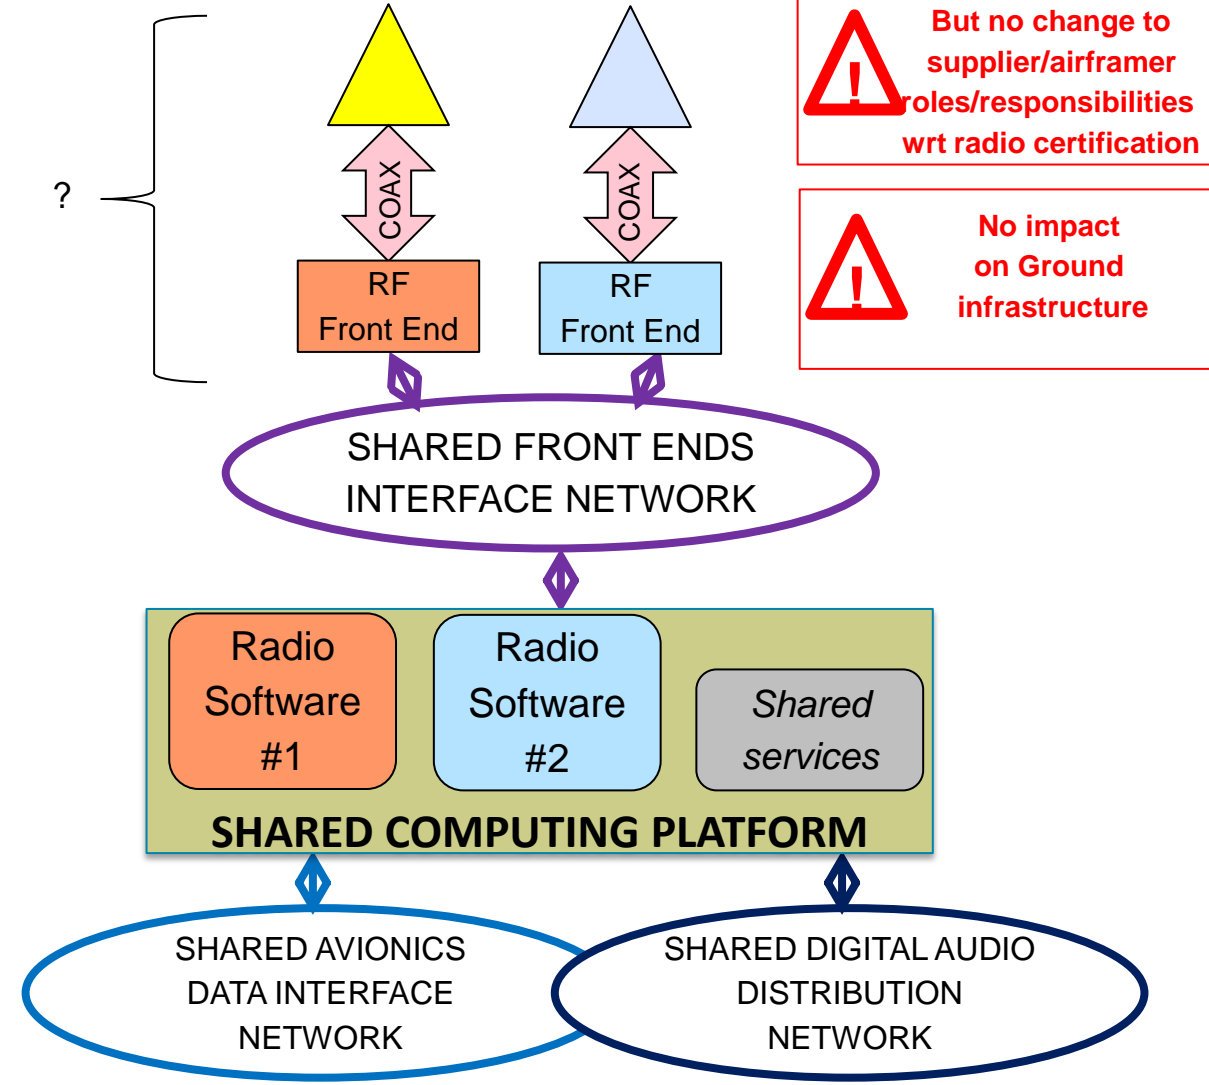 But no change to
supplier/airframer
roles/responsibilities
wrt radio certification
?
COAX
COAX
No impact
on Ground
infrastructure
!
!
RF
Front End
RF
Front End
SHARED FRONT ENDS
INTERFACE NETWORK
Radio
Software
#1
Radio
Software
#2
Shared
services
SHARED COMPUTING PLATFORM
SHARED AVIONICS
DATA INTERFACE
NETWORK
SHARED DIGITAL AUDIO
DISTRIBUTION
NETWORK